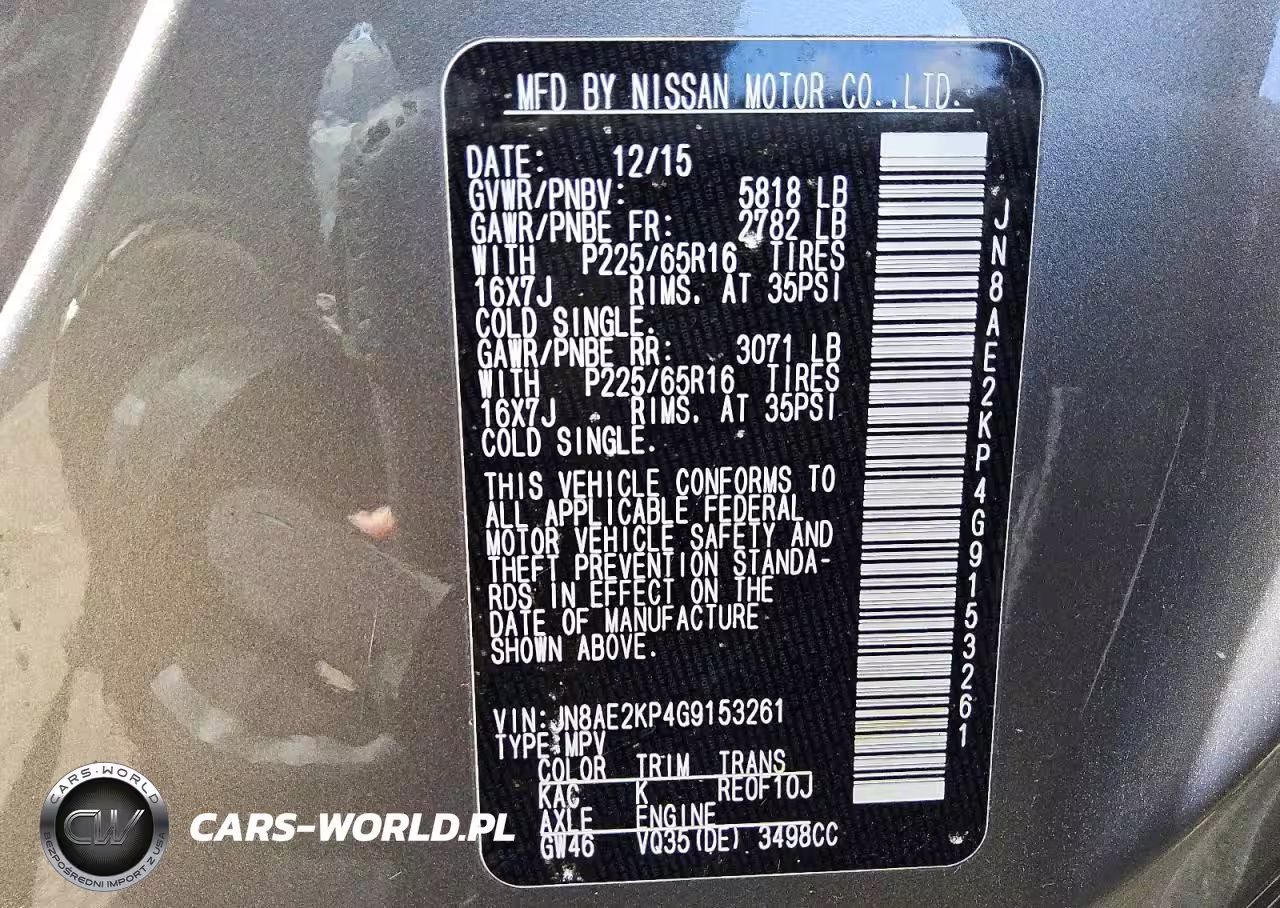 MFD BY NISSAN MOTOR CO.,LTD.
DATE: 12/15
GVWR/PNBV: 5818 LB
GAWR/PNBE FR: 2782 LB
WITH P225/65R16 TIRES
16X7J RIMS. AT 35PSI
COLD SINGLE.
GAWR/PNBE RR: 3071 LB
WITH P225/65R16 TIRES
16X7J RIMS. AT 35PSI
COLD SINGLE.
THIS VEHICLE CONFORMS TO
ALL APPLICABLE FEDERAL
MOTOR VEHICLE SAFETY AND
THEFT PREVENTION STANDA-
RDS IN EFFECT ON THE
DATE OF MANUFACTURE
SHOWN ABOVE.
VIN:JN8AE2KP4G9153261
TYPE:MPV
COLOR TRIM TRANS
KAC K RE0F10J
AXLE ENGINE
GW46 VQ35(DE) 3498CC
JN8AE2KP4G9153261
CARS-WORLD
CW
BEZPOŚREDNI IMPORT Z USA
CARS-WORLD.PL